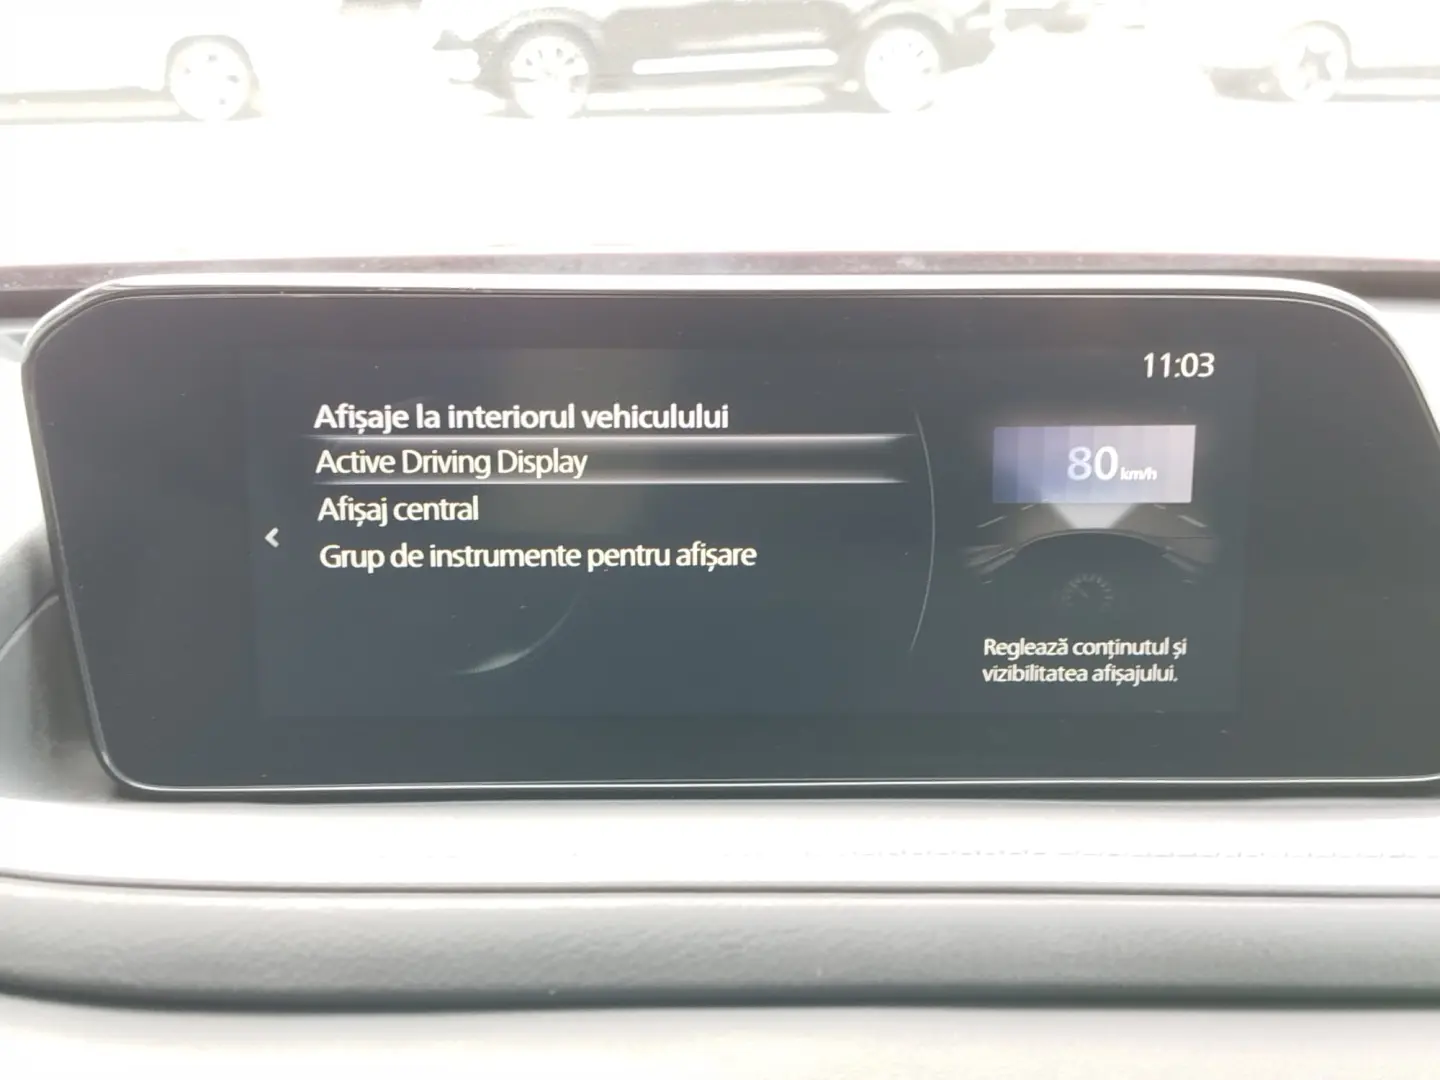 11:03
Afișaje la interiorul vehiculului
Active Driving Display
Afișaj central
Grup de instrumente pentru afișare
80 km/h
Reglează conținutul și
vizibilitatea afișajului.